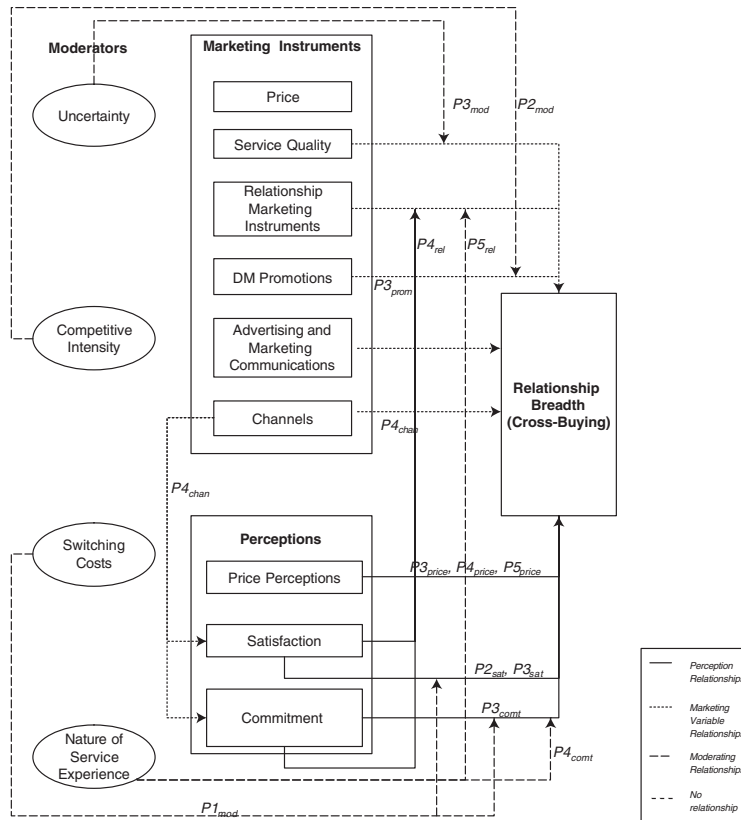 Moderators
Marketing Instruments
Uncertainty
Price
P3mod
P2mod
Service Quality
Relationship
Marketing
Instruments
P4rel
P5rel
DM Promotions
P3prom
Competitive
Intensity
Advertising and
Marketing
Communications
Relationship
Breadth
(Cross-Buying)
Channels
P4chan
P4chan
Perceptions
Switching
Costs
Price Perceptions
P3price, P4price, P5price
Satisfaction
P2sat, P3sat
Commitment
P3comt
Nature of
Service
Experience
P4comt
P1mod
Perception
Relationships
Marketing
Variable
Relationships
Moderating
Relationships
No
relationship